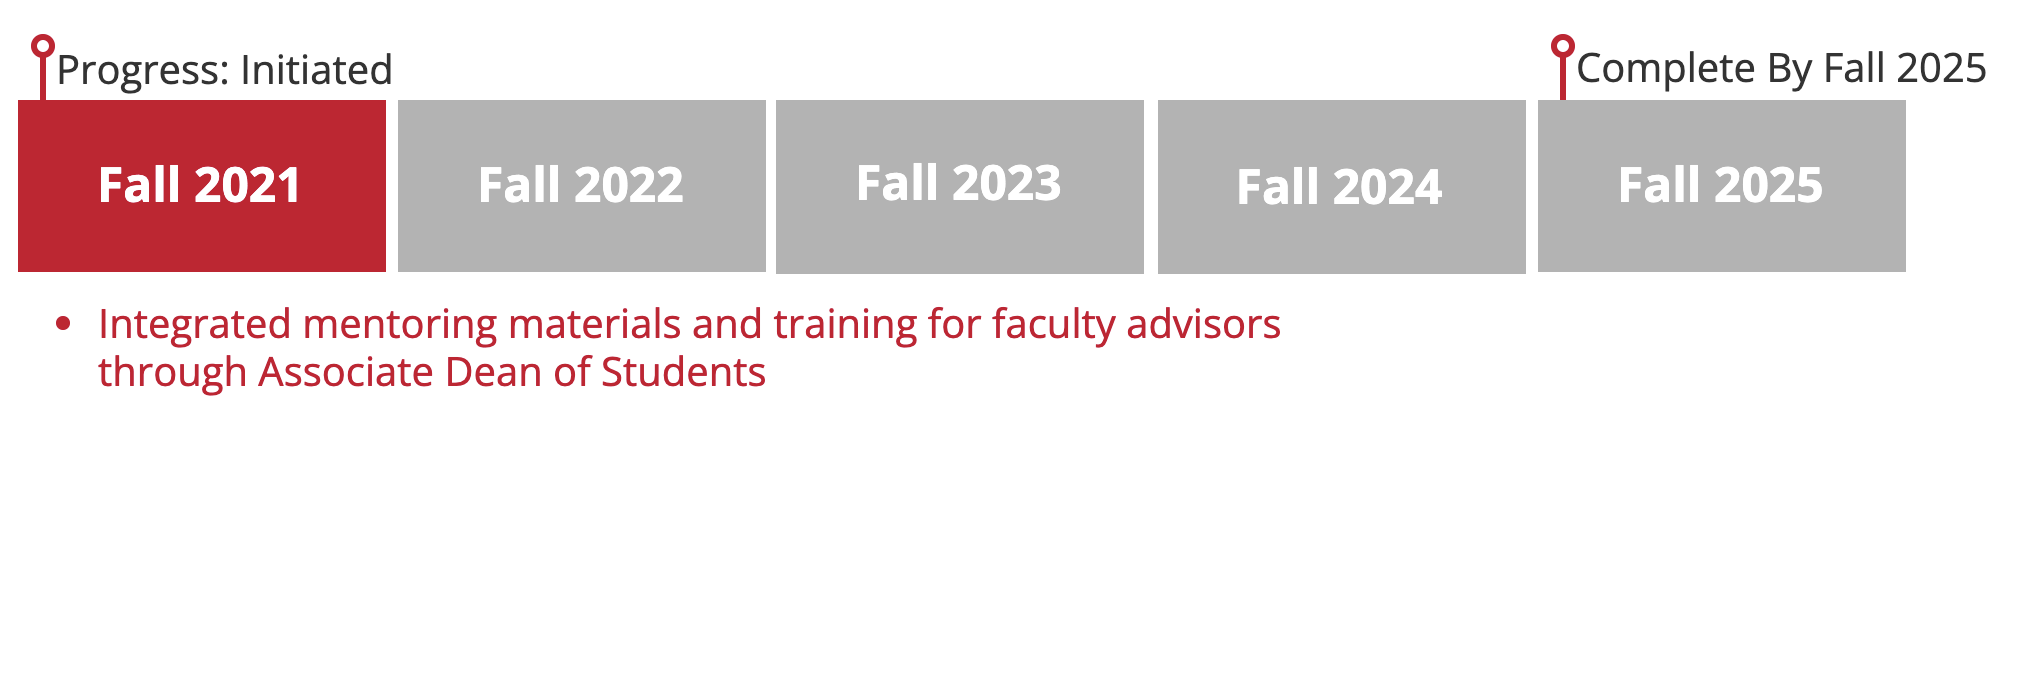 Progress: Initiated
Complete By Fall 2025
Fall 2021
Fall 2022
Fall 2023
Fall 2024
Fall 2025
• Integrated mentoring materials and training for faculty advisors
through Associate Dean of Students